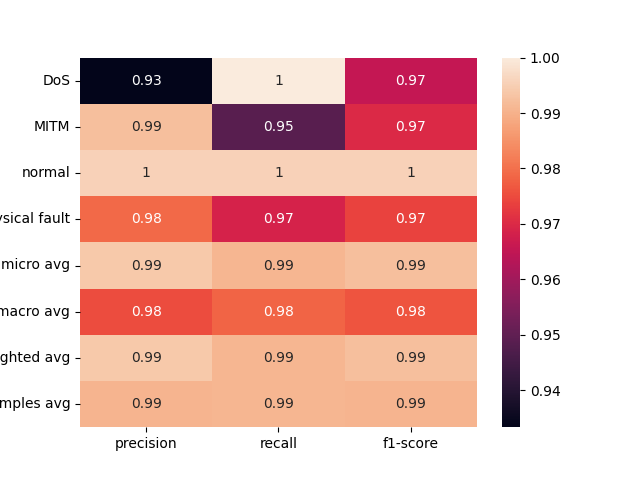 DoS 0.93 1 0.97
MITM 0.99 0.95 0.97
normal 1 1 1
ysical fault 0.98 0.97 0.97
micro avg 0.99 0.99 0.99
macro avg 0.98 0.98 0.98
ghted avg 0.99 0.99 0.99
mples avg 0.99 0.99 0.99
precision recall f1-score
1.00
0.99
0.98
0.97
0.96
0.95
0.94